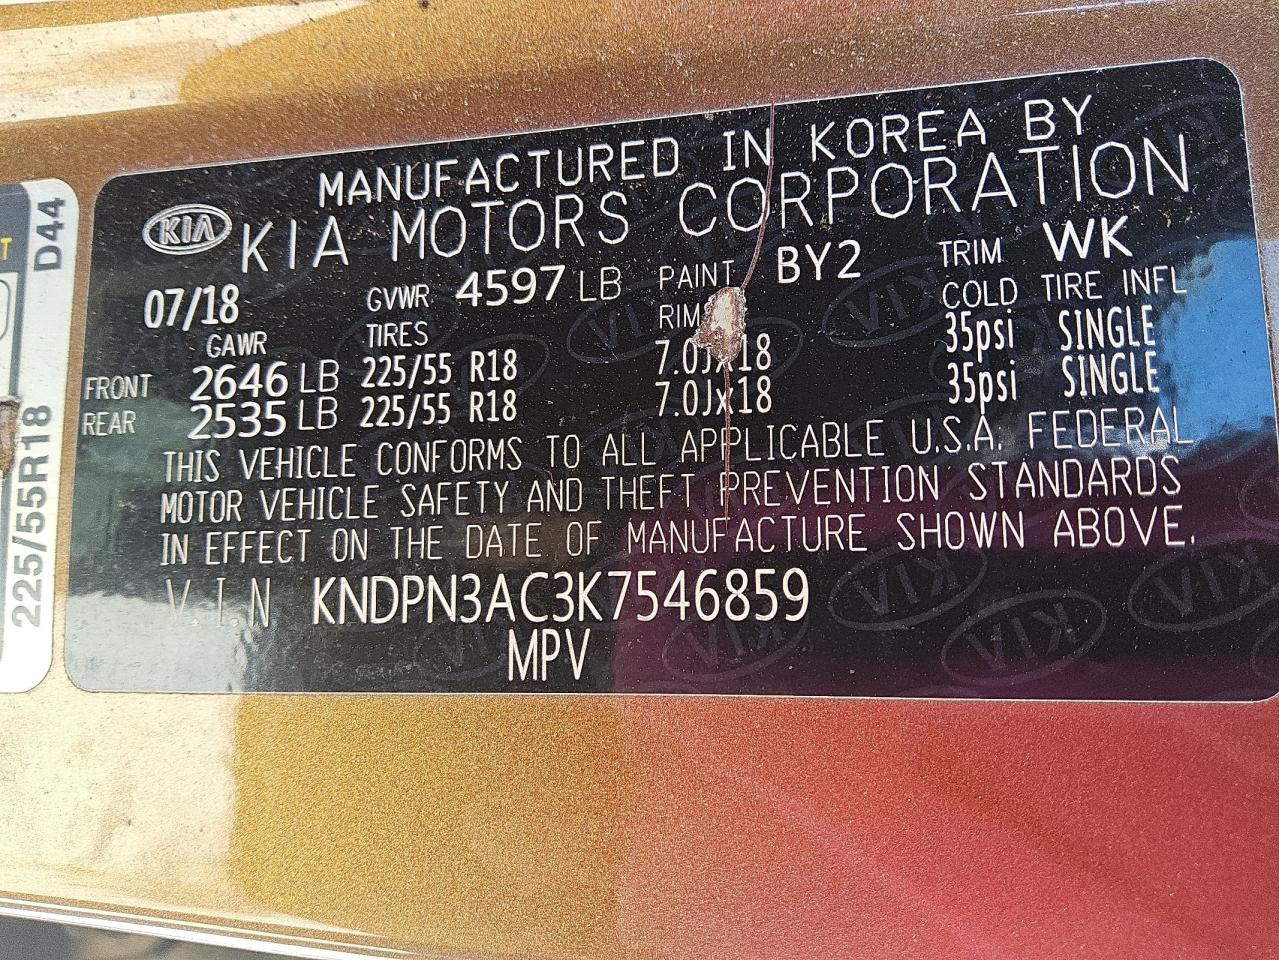 MANUFACTURED IN KOREA BY
KIA KIA MOTORS CORPORATION
07/18 GVWR 4597 LB PAINT BY2 TRIM WK
GAWR TIRES RIM COLD TIRE INFL
FRONT 2646 LB 225/55 R18 7.0Jx18 35psi SINGLE
REAR 2535 LB 225/55 R18 7.0Jx18 35psi SINGLE
THIS VEHICLE CONFORMS TO ALL APPLICABLE U.S.A. FEDERAL
MOTOR VEHICLE SAFETY AND THEFT PREVENTION STANDARDS
IN EFFECT ON THE DATE OF MANUFACTURE SHOWN ABOVE.
V.I.N KNDPN3AC3K7546859
MPV
225/55R18 D44